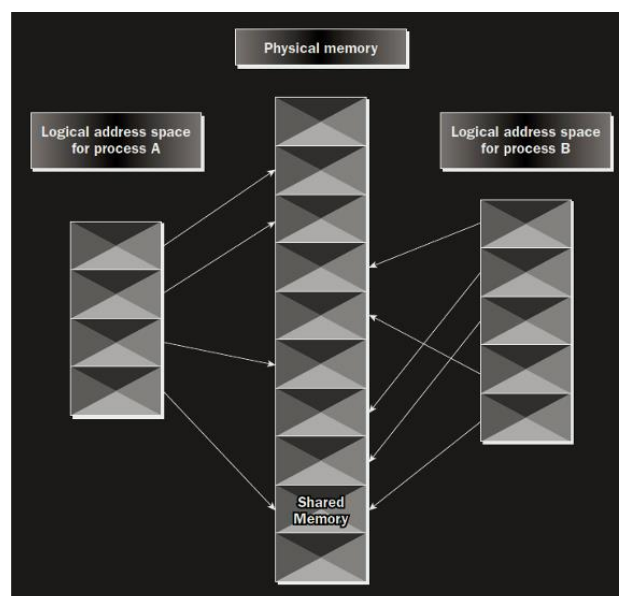 Physical memory
Logical address space
for process A
Logical address space
for process B
Shared
Memory